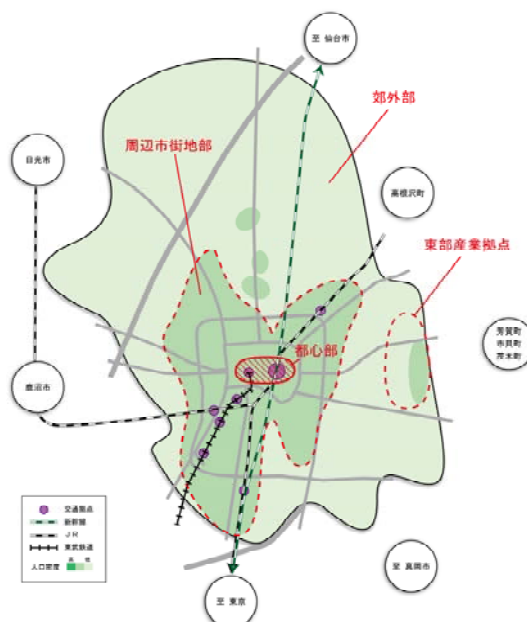 至 仙台市
郊外部
周辺市街地部
日光市
高根沢町
東部産業拠点
芳賀町
市貝町
茂木町
都心部
鹿沼市
交通拠点
新幹線
JR
東武鉄道
人口密度
高 低
至 真岡市
至 東京